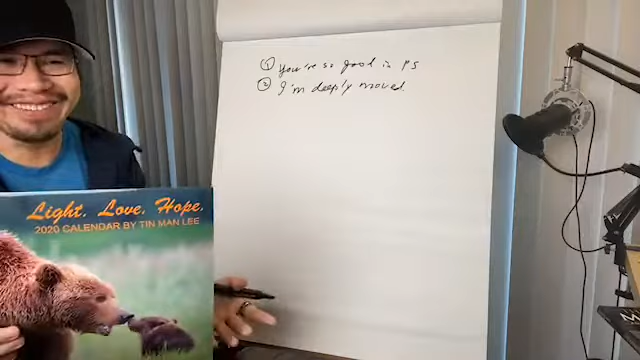 ① you're so good in PS
② I'm deeply moved
Light. Love. Hope.
2020 CALENDAR BY TIN MAN LEE